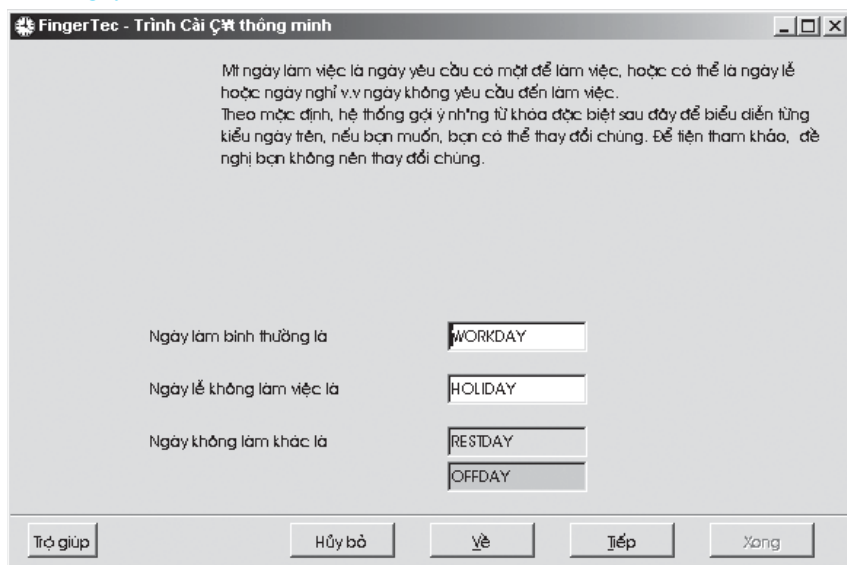 FingerTec - Trình Cài Ç₩t thông minh
Mt ngày làm việc là ngày yêu cầu có mặt để làm việc, hoặc có thể là ngày lễ
hoặc ngày nghỉ v.v ngày không yêu cầu đến làm việc.
Theo mặc định, hệ thống gợi ý nh*ng từ khóa đặc biệt sau đây để biểu diễn từng
kiểu ngày trên, nếu bạn muốn, bạn có thể thay đổi chúng. Để tiện tham khảo, đề
nghị bạn không nên thay đổi chúng.
Ngày làm bình thường là
WORKDAY
Ngày lễ không làm việc là
HOLIDAY
Ngày không làm khác là
RESTDAY
OFFDAY
Trợ giúp
Hủy bỏ
Về
Tiếp
Xong